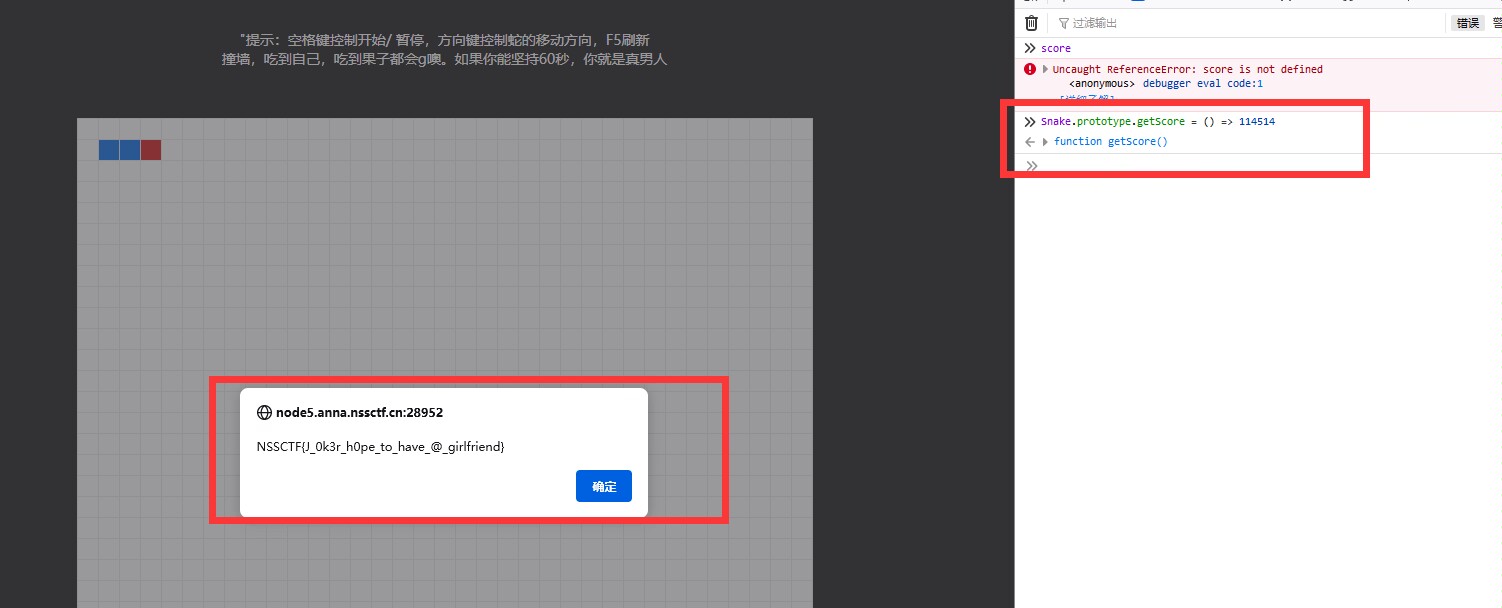 "提示：空格键控制开始/ 暂停，方向键控制蛇的移动方向，F5刷新
撞墙，吃到自己，吃到果子都会g噢。如果你能坚持60秒，你就是真男人
node5.anna.nssctf.cn:28952
NSSCTF{J_0k3r_h0pe_to_have_@_girlfriend}
确定
过滤输出
错误
score
Uncaught ReferenceError: score is not defined
<anonymous> debugger eval code:1
Snake.prototype.getScore = () => 114514
function getScore()